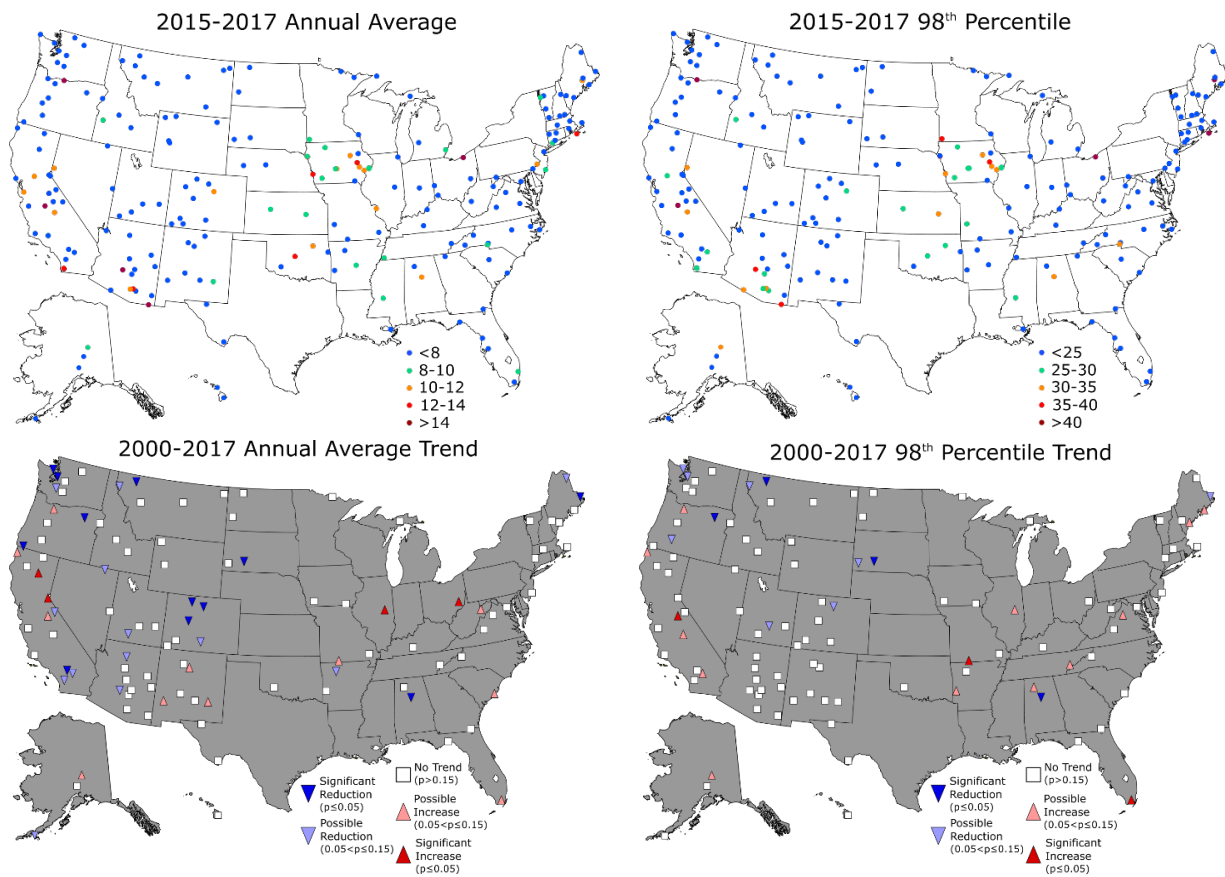 2015-2017 Annual Average
<8
8-10
10-12
12-14
>14
2015-2017 98th Percentile
<25
25-30
30-35
35-40
>40
2000-2017 Annual Average Trend
Significant
Reduction
(p≤0.05)
Possible
Reduction
(0.05<p≤0.15)
No Trend
(p>0.15)
Possible
Increase
(0.05<p≤0.15)
Significant
Increase
(p≤0.05)
2000-2017 98th Percentile Trend
Significant
Reduction
(p≤0.05)
Possible
Reduction
(0.05<p≤0.15)
No Trend
(p>0.15)
Possible
Increase
(0.05<p≤0.15)
Significant
Increase
(p≤0.05)